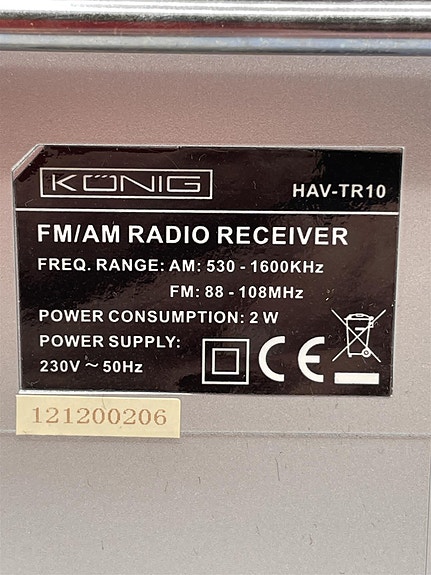 KÖNIG
HAV-TR10
FM/AM RADIO RECEIVER
FREQ. RANGE: AM: 530 - 1600KHz
FM: 88 - 108MHz
POWER CONSUMPTION: 2 W
POWER SUPPLY:
230V ~ 50Hz
CE
121200206